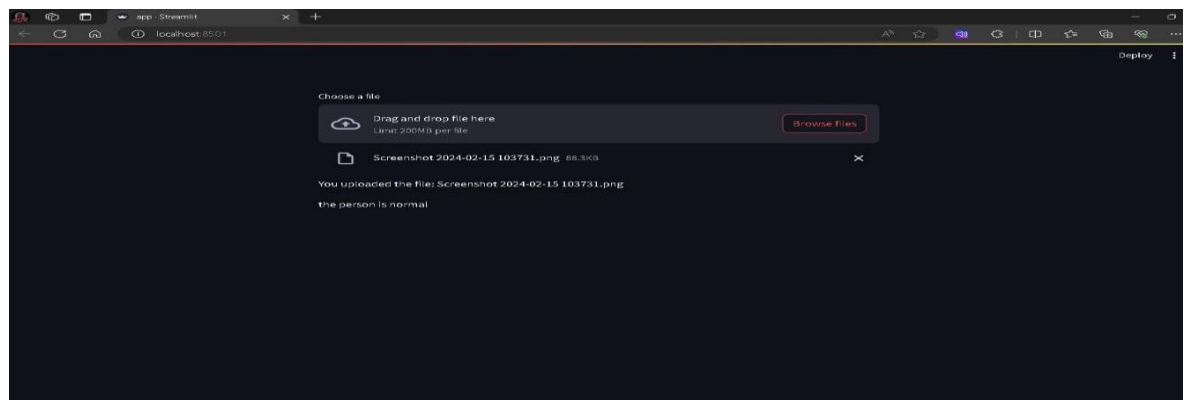 app · Streamlit
localhost:8501
Deploy
Choose a file
Drag and drop file here
Limit 200MB per file
Browse files
Screenshot 2024-02-15 103731.png 88.3KB
You uploaded the file: Screenshot 2024-02-15 103731.png
the person is normal